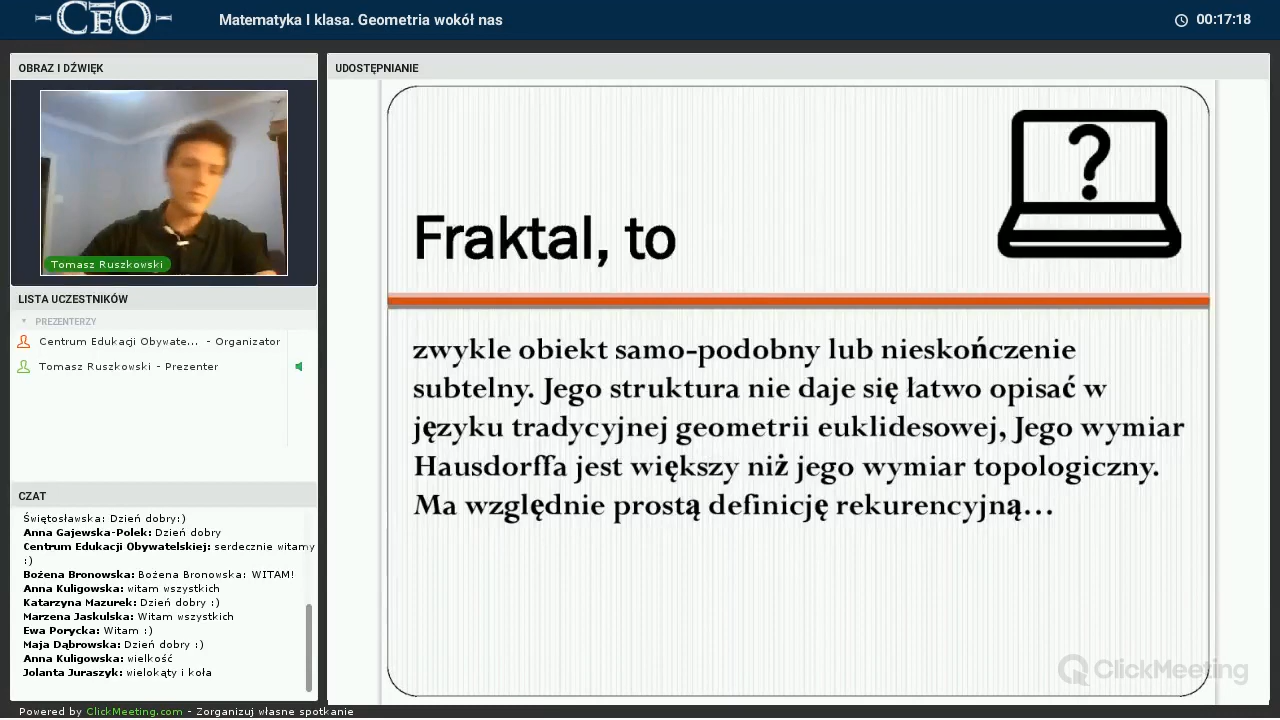 CEO
Matematyka I klasa. Geometria wokół nas
00:17:18
OBRAZ I DŹWIĘK
Tomasz Ruszkowski
LISTA UCZESTNIKÓW
PREZENTERZY
Centrum Edukacji Obywate... - Organizator
Tomasz Ruszkowski - Prezenter
CZAT
Świętosławska: Dzień dobry:)
Anna Gajewska-Polek: Dzień dobry
Centrum Edukacji Obywatelskiej: serdecznie witamy
:)
Bożena Bronowska: Bożena Bronowska: WITAM!
Anna Kuligowska: witam wszystkich
Katarzyna Mazurek: Dzień dobry :)
Marzena Jaskulska: Witam wszystkich
Ewa Porycka: Witam :)
Maja Dąbrowska: Dzień dobry :)
Anna Kuligowska: wielkość
Jolanta Juraszyk: wielokąty i koła
UDOSTĘPNIANIE
?
Fraktal, to
zwykle obiekt samo-podobny lub nieskończenie
subtelny. Jego struktura nie daje się łatwo opisać w
języku tradycyjnej geometrii euklidesowej, Jego wymiar
Hausdorffa jest większy niż jego wymiar topologiczny.
Ma względnie prostą definicję rekurencyjną...
ClickMeeting
Powered by ClickMeeting.com - Zorganizuj własne spotkanie